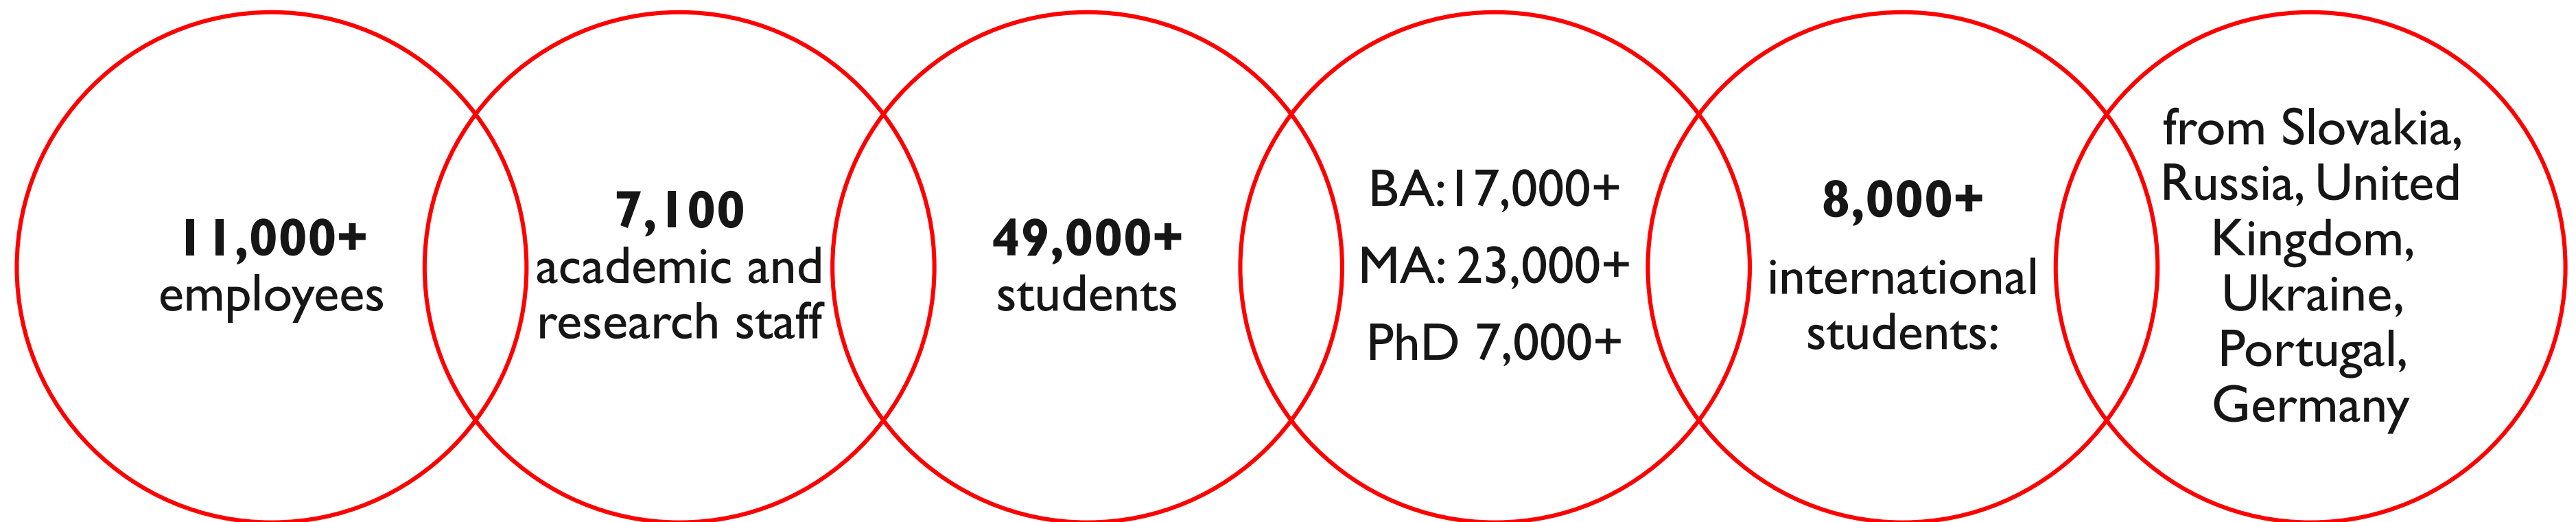 11,000+
employees
7,100
academic and
research staff
49,000+
students
BA:17,000+
MA: 23,000+
PhD 7,000+
8,000+
international
students:
from Slovakia,
Russia, United
Kingdom,
Ukraine,
Portugal,
Germany